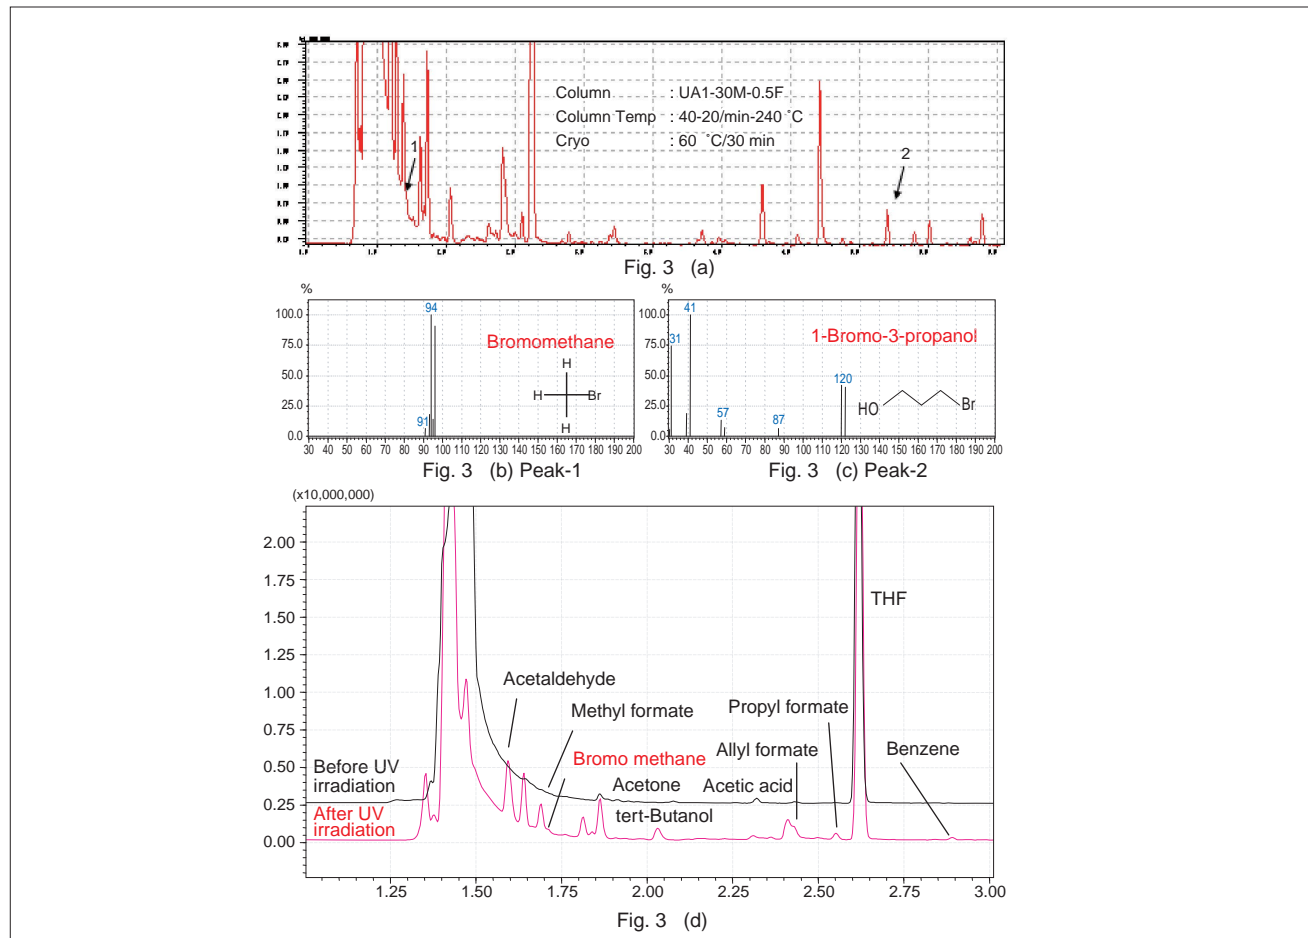 Column : UA1-30M-0.5F
Column Temp : 40-20/min-240 ˚C
Cryo : 60 ˚C/30 min
1
2
Fig. 3 (a)
%
100.0
75.0
50.0
25.0
0.0
94
91
Bromomethane
H
H Br
H
30 40 50 60 70 80 90 100 110 120 130 140 150 160 170 180 190 200
Fig. 3 (b) Peak-1
%
100.0
75.0
50.0
25.0
0.0
41
31
57
87
120
1-Bromo-3-propanol
HO Br
30 40 50 60 70 80 90 100 110 120 130 140 150 160 170 180 190 200
Fig. 3 (c) Peak-2
(x10,000,000)
2.00
1.75
1.50
1.25
1.00
0.75
0.50
0.25
0.00
THF
Acetaldehyde
Methyl formate
Propyl formate
Bromo methane
Allyl formate
Benzene
Before UV
irradiation
Acetone
Acetic acid
After UV
irradiation
tert-Butanol
1.25 1.50 1.75 2.00 2.25 2.50 2.75 3.00
Fig. 3 (d)